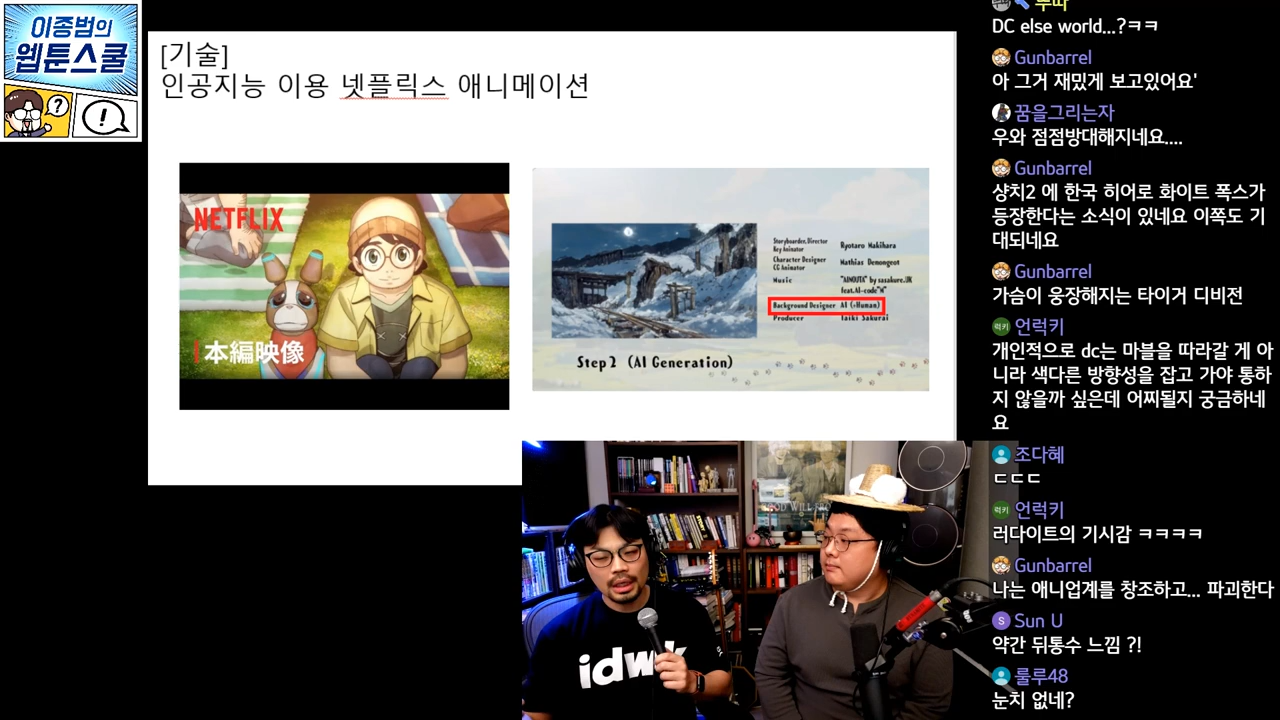 이종범의
웹툰스쿨
?
!
[기술]
인공지능 이용 넷플릭스 애니메이션
NETFLIX
本編映像
Storyboarder, Director
Key Animator
Ryotaro Makihara
Character Designer
CG Animator
Mathias Demongeot
Music
"AINOUTA" by sasakure.UK
feat.AI-code"N"
Background Designer AI (+Human)
Producer Taiki Sakurai
Step 2 (AI Generation)
idwk
DC else world...?ㅋㅋ
Gunbarrel
아 그거 재밌게 보고있어요'
꿈을그리는자
우와 점점방대해지네요....
Gunbarrel
샹치2 에 한국 히어로 화이트 폭스가
등장한다는 소식이 있네요 이쪽도 기
대되네요
Gunbarrel
가슴이 웅장해지는 타이거 디비전
럭키 언럭키
개인적으로 dc는 마블을 따라갈 게 아
니라 색다른 방향성을 잡고 가야 통하
지 않을까 싶은데 어찌될지 궁금하네
요
조다혜
ㄷㄷㄷ
럭키 언럭키
러다이트의 기시감 ㅋㅋㅋㅋ
Gunbarrel
나는 애니업계를 창조하고... 파괴한다
S Sun U
약간 뒤통수 느낌 ?!
룰루48
눈치 없네?